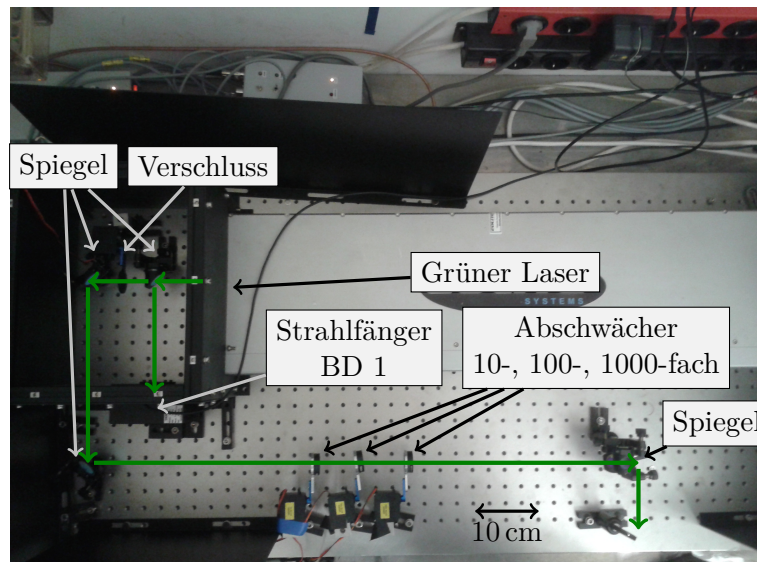 Spiegel
Verschluss
Grüner Laser
SYSTEMS
Strahlfänger
BD 1
Abschwächer
10-, 100-, 1000-fach
Spiegel
10 cm